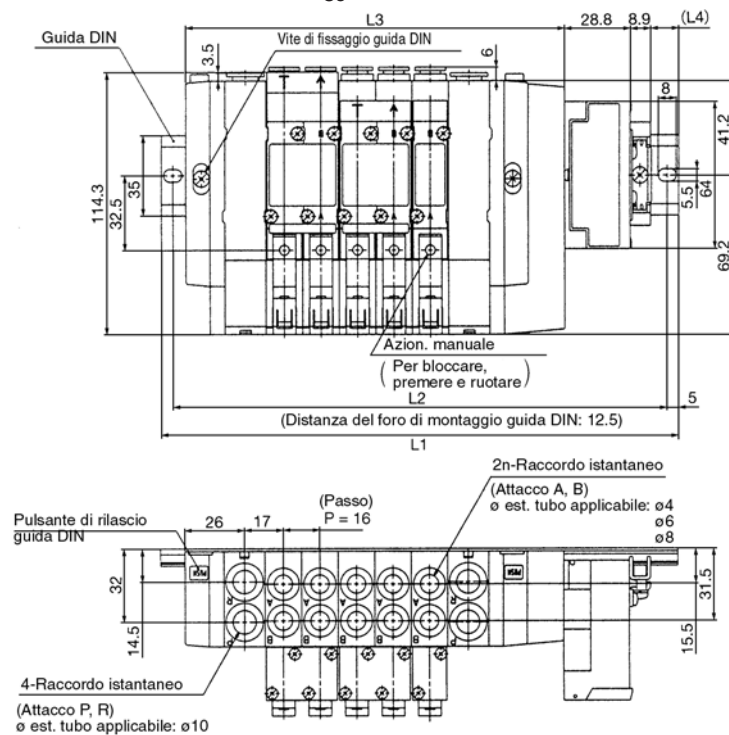 L3
28.8
8.9
(L4)
Guida DIN
Vite di fissaggio guida DIN
3.5
6
8
41.2
114.3
35
32.5
5.5
64
69.2
A
B
A
A
B
A
Azion. manuale
(Per bloccare,
premere e ruotare)
L2
5
(Distanza del foro di montaggio guida DIN: 12.5)
L1
2n-Raccordo istantaneo
(Attacco A, B)
ø est. tubo applicabile: ø4
ø6
ø8
(Passo)
P = 16
Pulsante di rilascio
guida DIN
26
17
32
14.5
31.5
15.5
PUSH
PUSH
R
A
A
A
A
A
R
P
B
B
B
B
B
P
4-Raccordo istantaneo
(Attacco P, R)
ø est. tubo applicabile: ø10